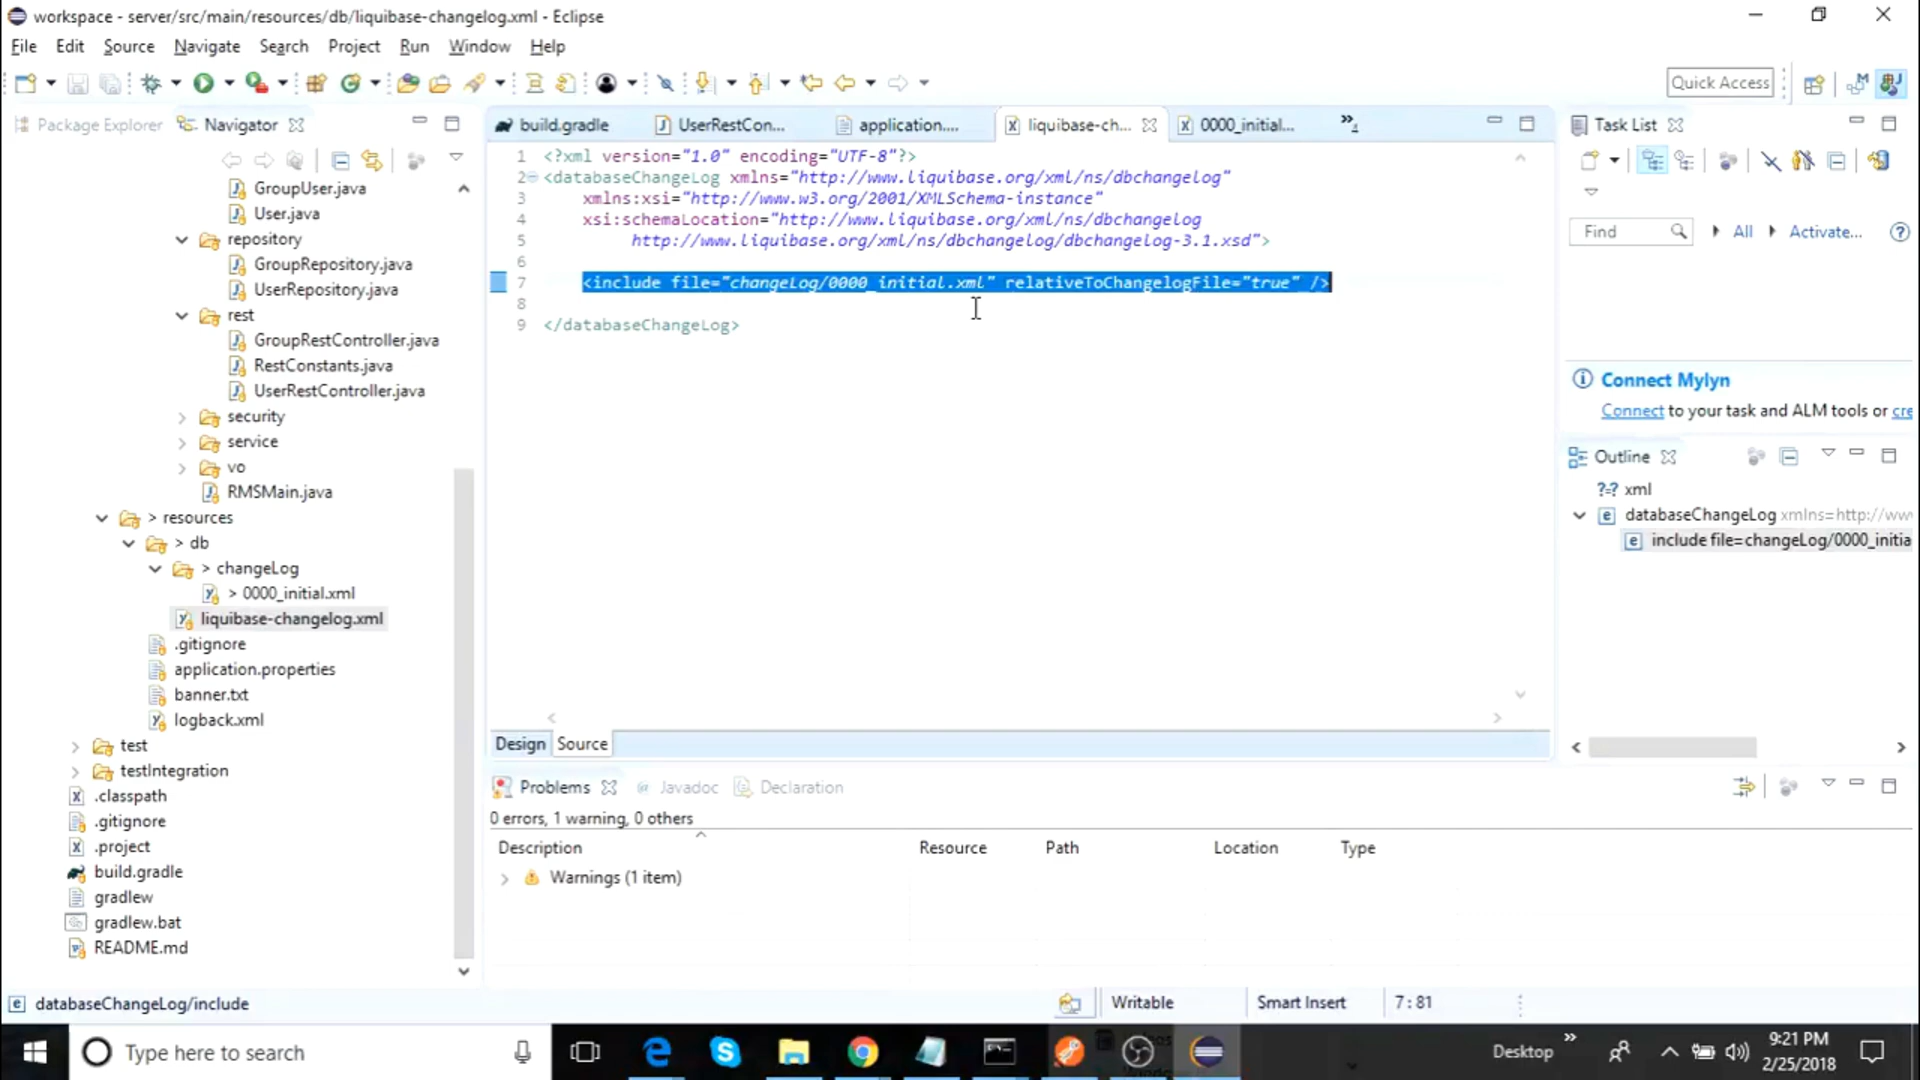 workspace - server/src/main/resources/db/liquibase-changelog.xml - Eclipse
File Edit Source Navigate Search Project Run Window Help
Quick Access
Package Explorer Navigator
GroupUser.java
User.java
repository
GroupRepository.java
UserRepository.java
rest
GroupRestController.java
RestConstants.java
UserRestController.java
security
service
vo
RMSMain.java
> resources
> db
> changeLog
> 0000_initial.xml
liquibase-changelog.xml
.gitignore
application.properties
banner.txt
logback.xml
test
testIntegration
.classpath
.gitignore
.project
build.gradle
gradlew
gradlew.bat
README.md
build.gradle UserRestCon... application.... liquibase-ch... 0000_initial... »4
1 <?xml version="1.0" encoding="UTF-8"?>
2 <databaseChangeLog xmlns="http://www.liquibase.org/xml/ns/dbchangelog"
3 xmlns:xsi="http://www.w3.org/2001/XMLSchema-instance"
4 xsi:schemaLocation="http://www.liquibase.org/xml/ns/dbchangelog
5 http://www.liquibase.org/xml/ns/dbchangelog/dbchangelog-3.1.xsd">
6
7 <include file="changeLog/0000_initial.xml" relativeToChangelogFile="true" />
8
9 </databaseChangeLog>
Design Source
Task List
Find All Activate...
Connect Mylyn
Connect to your task and ALM tools or cre
Outline
?=? xml
databaseChangeLog xmlns=http://www
include file=changeLog/0000_initia
Problems @ Javadoc Declaration
0 errors, 1 warning, 0 others
Description Resource Path Location Type
Warnings (1 item)
databaseChangeLog/include Writable Smart Insert 7 : 81
Type here to search
Desktop »
9:21 PM
2/25/2018